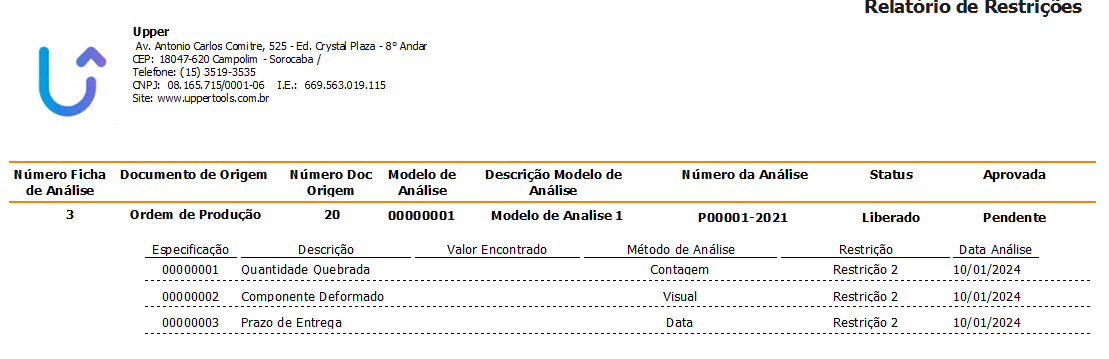 Relatório de Restrições
Upper
Av. Antonio Carlos Comitre, 525 - Ed. Crystal Plaza - 8º Andar
CEP: 18047-620 Campolim - Sorocaba /
Telefone: (15) 3519-3535
CNPJ: 08.165.715/0001-06 I.E.: 669.563.019.115
Site: www.uppertools.com.br
Número Ficha de Análise Documento de Origem Número Doc Origem Modelo de Análise Descrição Modelo de Análise Número da Análise Status Aprovada
3 Ordem de Produção 20 00000001 Modelo de Analise 1 P00001-2021 Liberado Pendente
Especificação Descrição Valor Encontrado Método de Análise Restrição Data Análise
00000001 Quantidade Quebrada Contagem Restrição 2 10/01/2024
00000002 Componente Deformado Visual Restrição 2 10/01/2024
00000003 Prazo de Entrega Data Restrição 2 10/01/2024